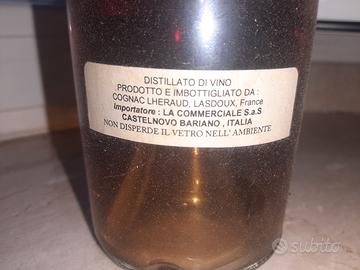 DISTILLATO DI VINO
PRODOTTO E IMBOTTIGLIATO DA :
COGNAC LHERAUD, LASDOUX, France
importatore : LA COMMERCIALE S.a.S
CASTELNOVO BARIANO , ITALIA
NON DISPERDE IL VETRO NELL' AMBIENTE
subito